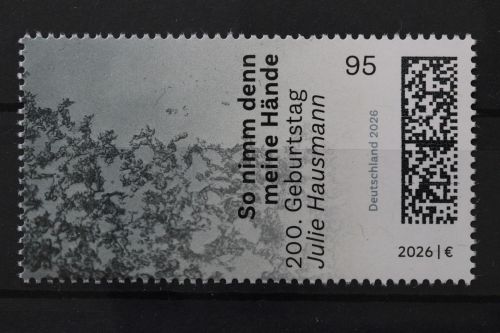 So nimm denn
meine Hände
200. Geburtstag
Julie Hausmann
95
Deutschland 2026
2026 | €